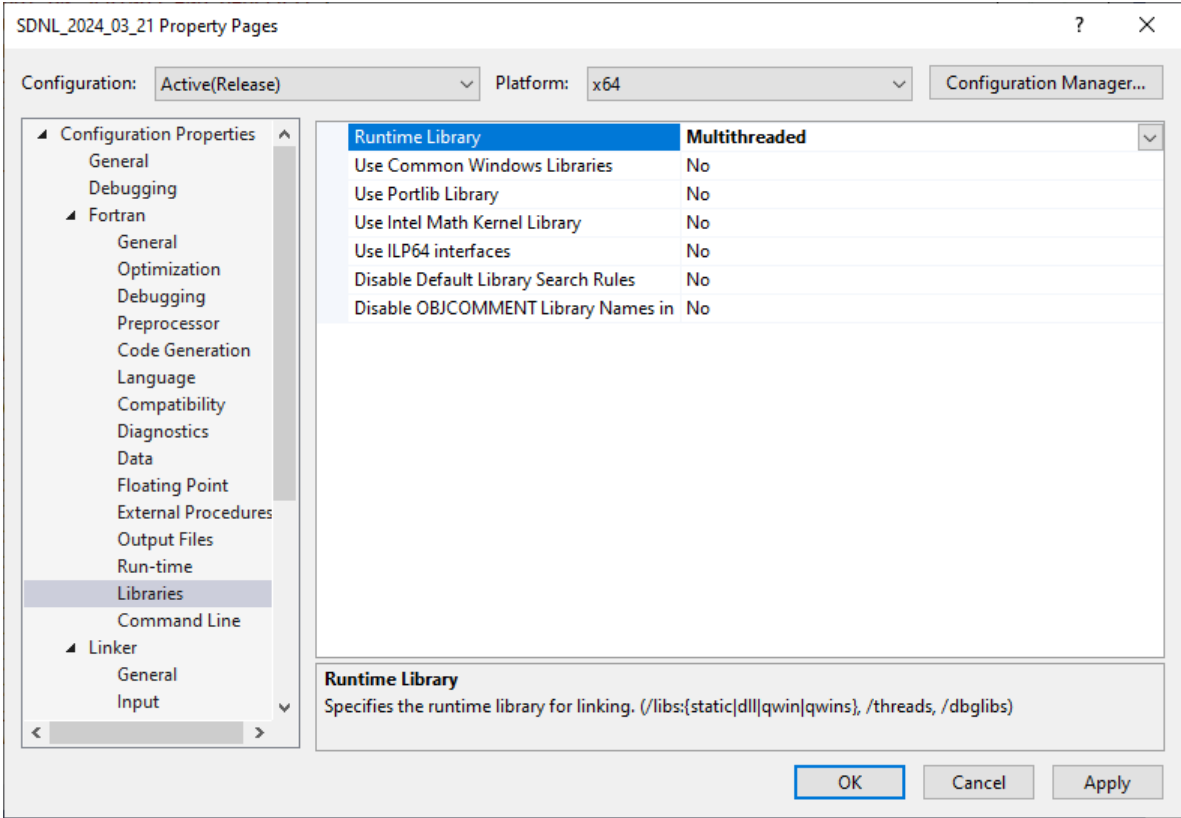 SDNL_2024_03_21 Property Pages
? ×
Configuration: Active(Release) Platform: x64 Configuration Manager...
Configuration Properties
General
Debugging
Fortran
General
Optimization
Debugging
Preprocessor
Code Generation
Language
Compatibility
Diagnostics
Data
Floating Point
External Procedures
Output Files
Run-time
Libraries
Command Line
Linker
General
Input
Runtime Library Multithreaded
Use Common Windows Libraries No
Use Portlib Library No
Use Intel Math Kernel Library No
Use ILP64 interfaces No
Disable Default Library Search Rules No
Disable OBJCOMMENT Library Names in No
Runtime Library
Specifies the runtime library for linking. (/libs:{static|dll|qwin|qwins}, /threads, /dbglibs)
OK Cancel Apply